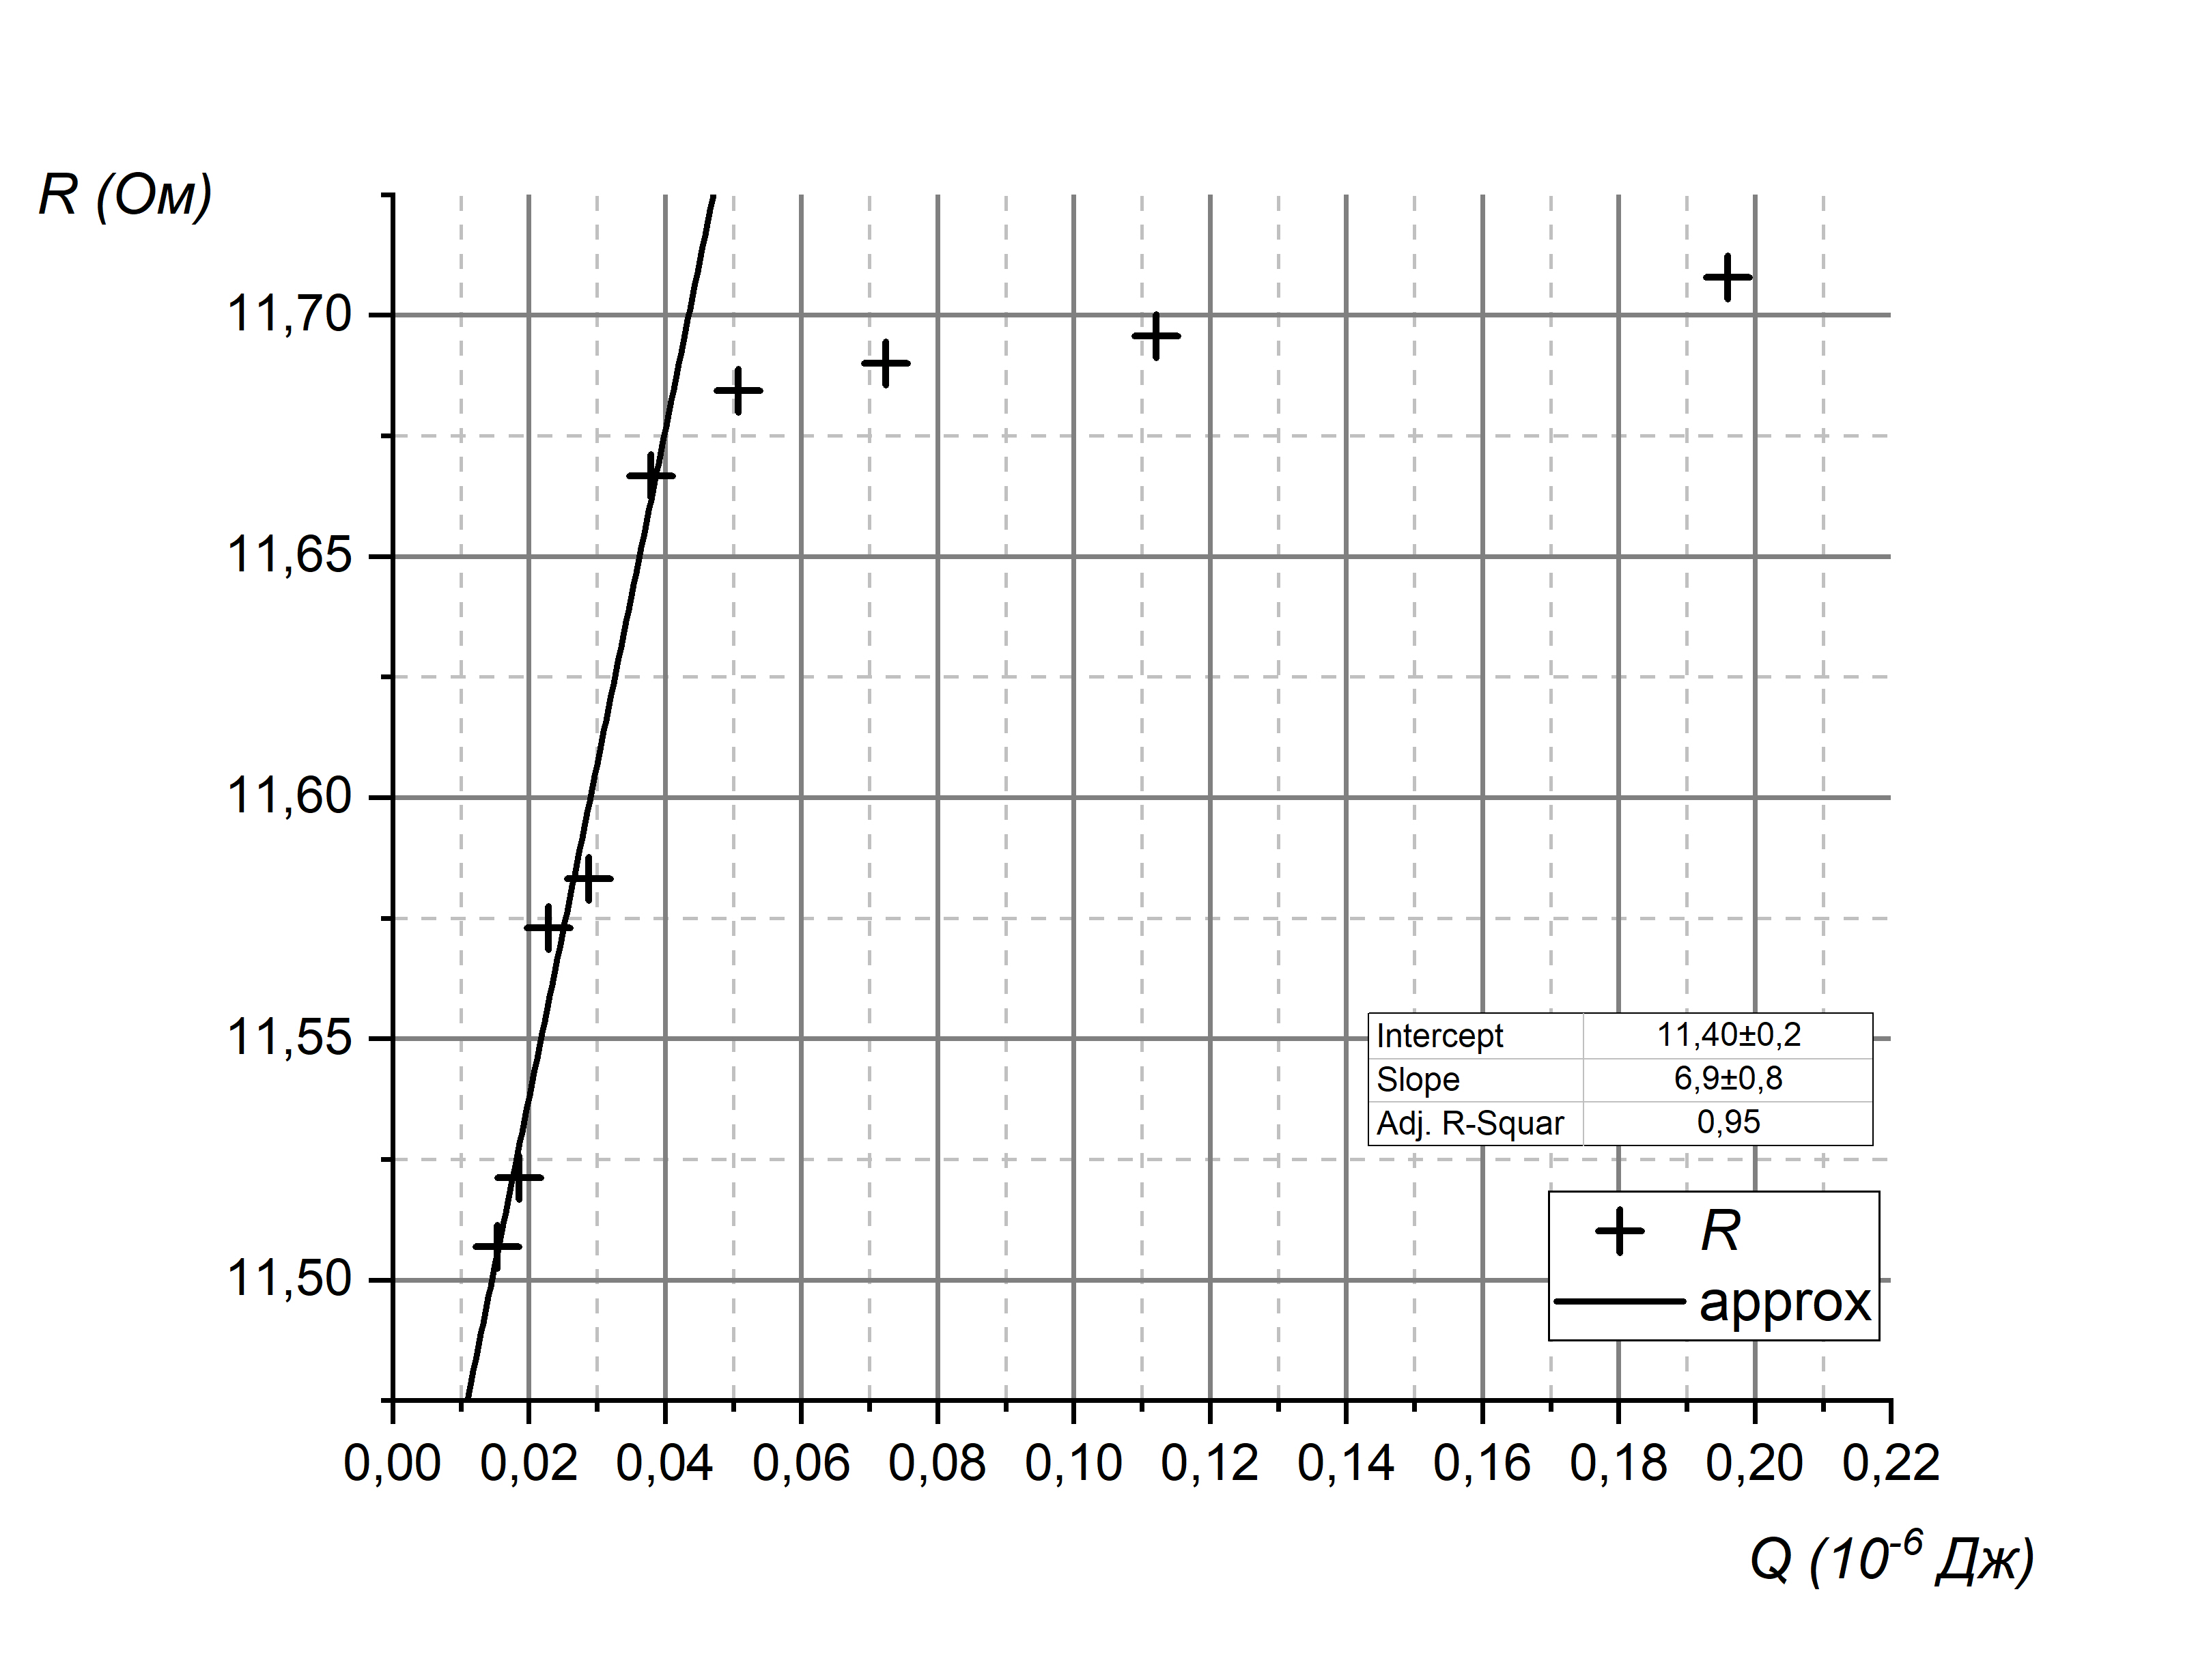 R (Ом)
11,70
11,65
11,60
11,55
11,50
Intercept 11,40±0,2
Slope 6,9±0,8
Adj. R-Squar 0,95
R
approx
0,00 0,02 0,04 0,06 0,08 0,10 0,12 0,14 0,16 0,18 0,20 0,22
Q (10⁻⁶ Дж)